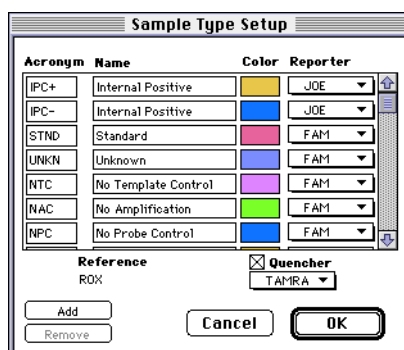 Sample Type Setup
Acronym Name Color Reporter
IPC+ Internal Positive JOE
IPC- Internal Positive JOE
STND Standard FAM
UNKN Unknown FAM
NTC No Template Control FAM
NAC No Amplification FAM
NPC No Probe Control FAM
Reference Quencher
ROX TAMRA
Add
Remove
Cancel OK